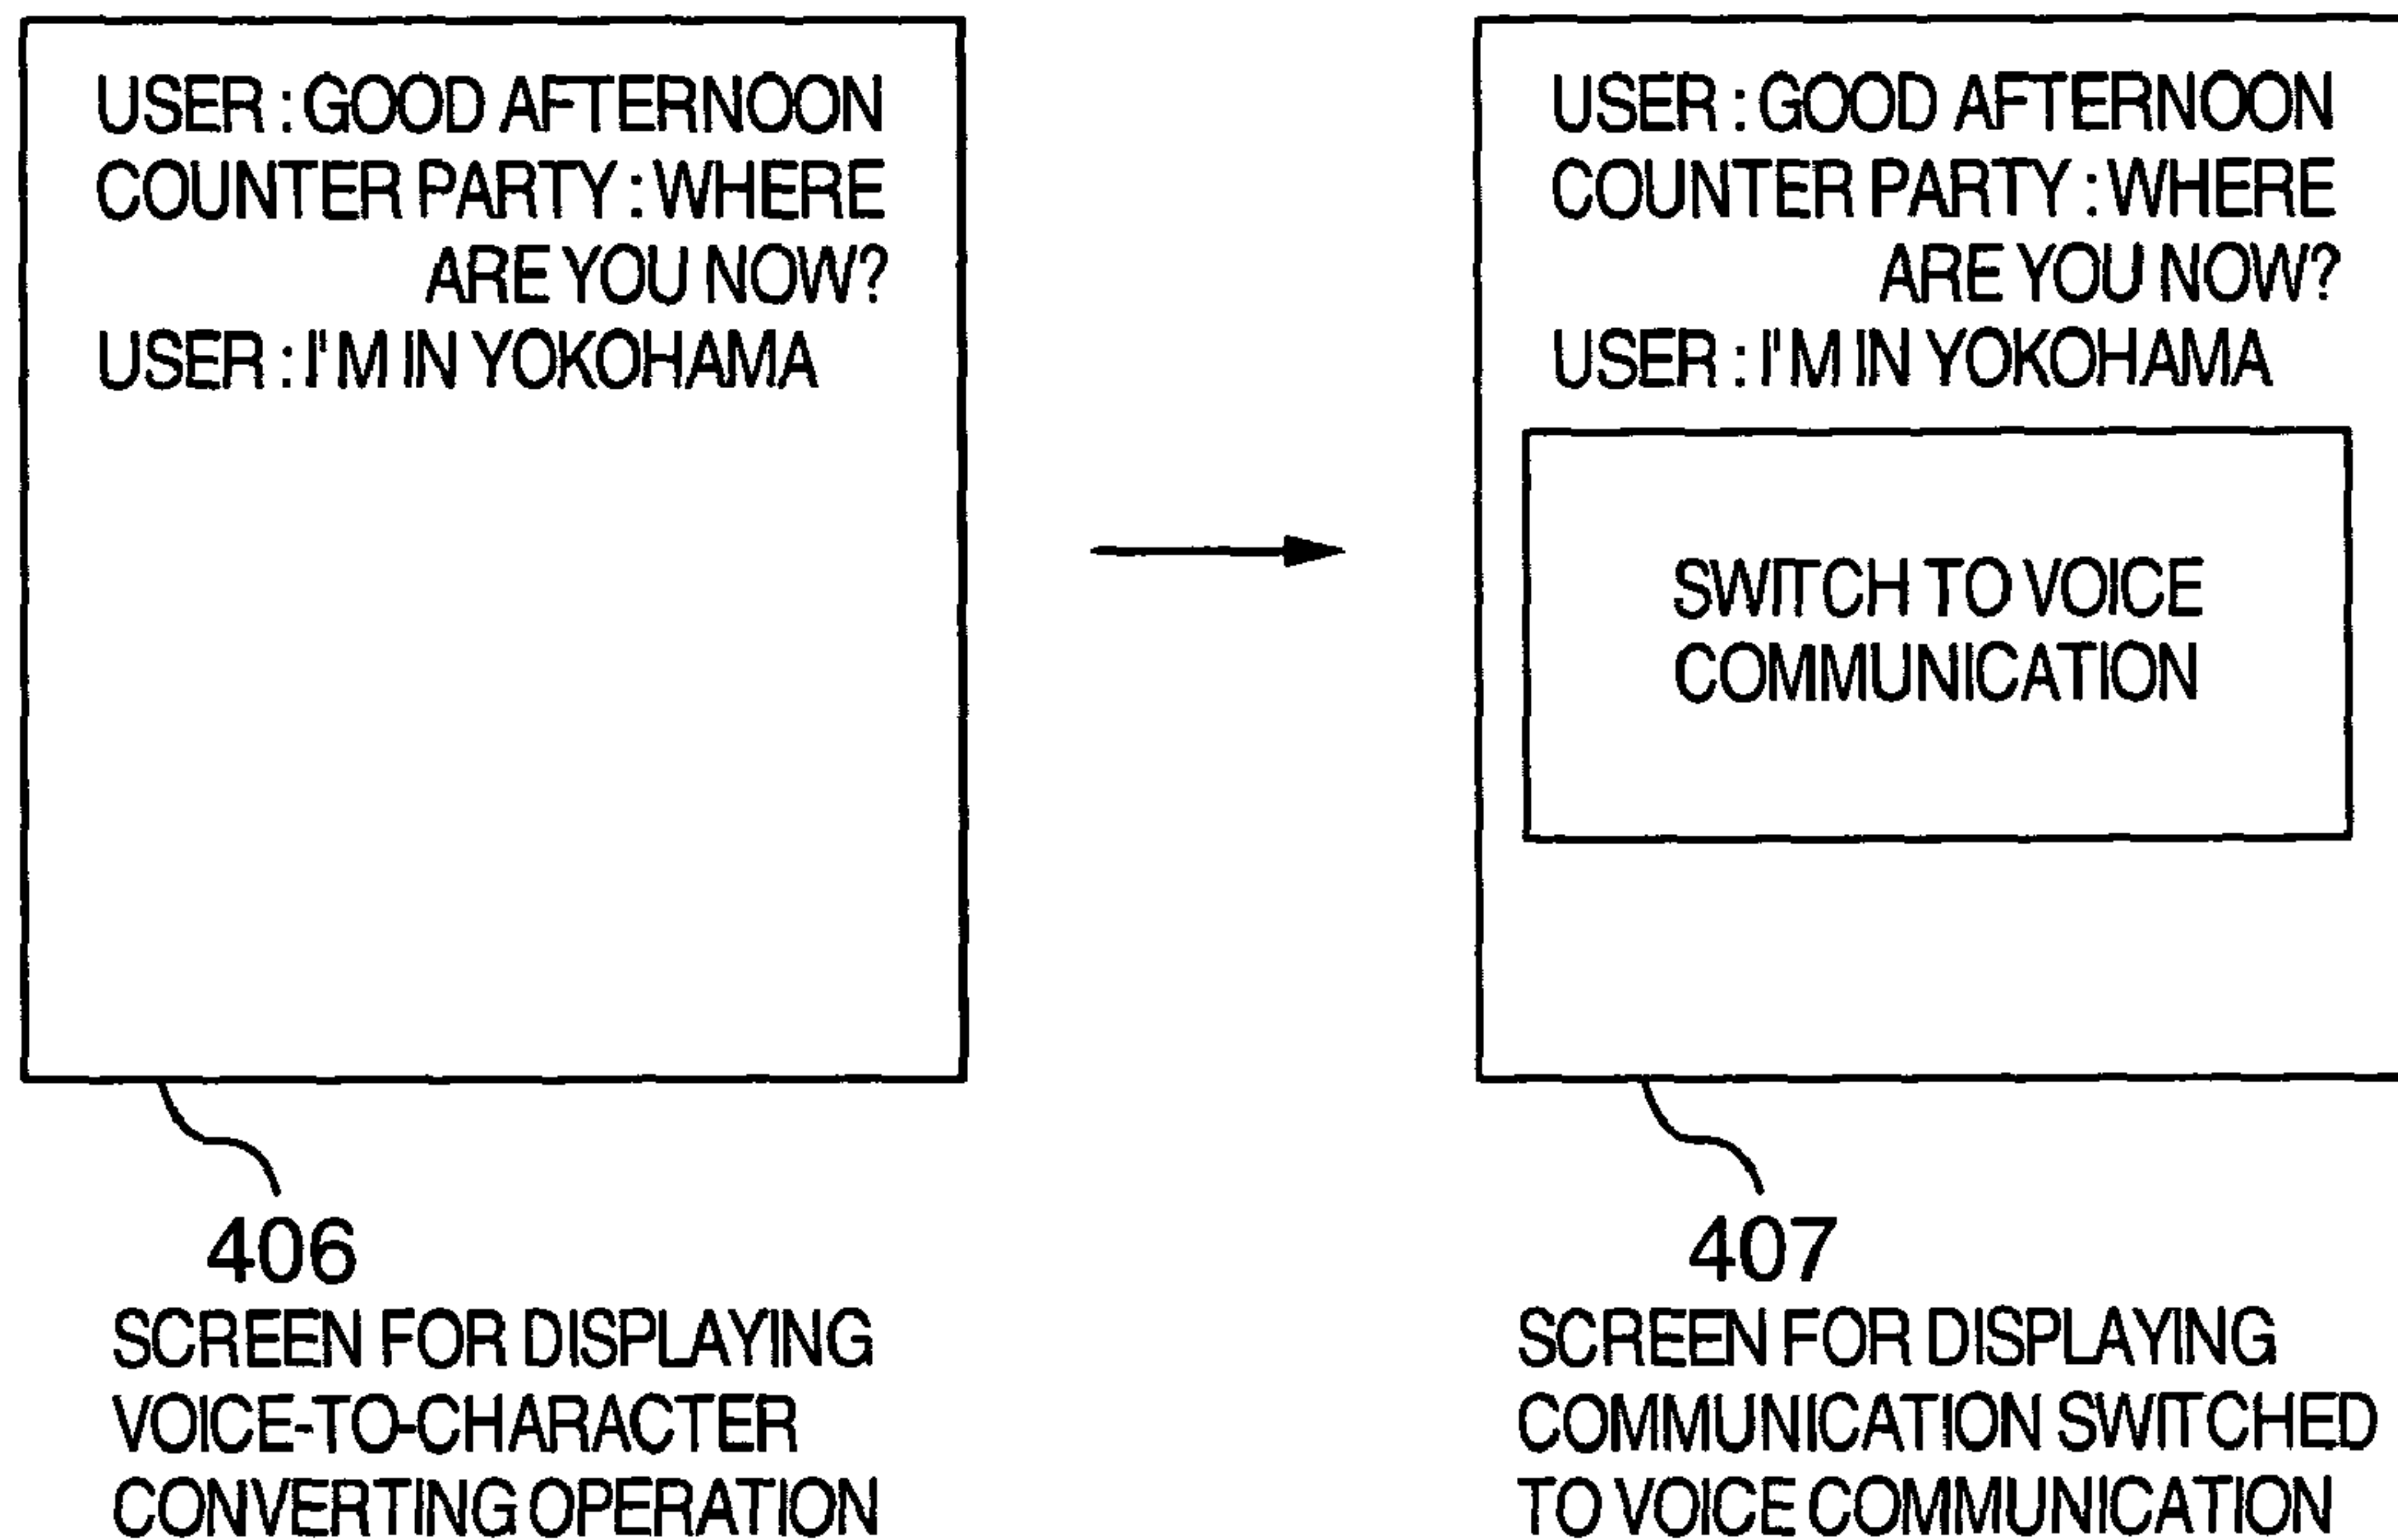 USER : GOOD AFTERNOON
COUNTER PARTY : WHERE
ARE YOU NOW?
USER : I'M IN YOKOHAMA
406
SCREEN FOR DISPLAYING
VOICE-TO-CHARACTER
CONVERTING OPERATION
USER : GOOD AFTERNOON
COUNTER PARTY : WHERE
ARE YOU NOW?
USER : I'M IN YOKOHAMA
SWITCH TO VOICE
COMMUNICATION
407
SCREEN FOR DISPLAYING
COMMUNICATION SWITCHED
TO VOICE COMMUNICATION